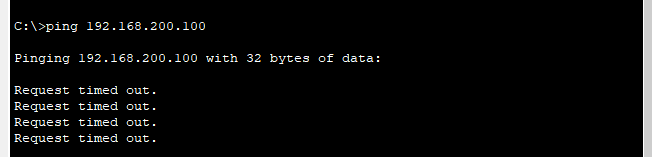 C:\>ping 192.168.200.100
Pinging 192.168.200.100 with 32 bytes of data:
Request timed out.
Request timed out.
Request timed out.
Request timed out.